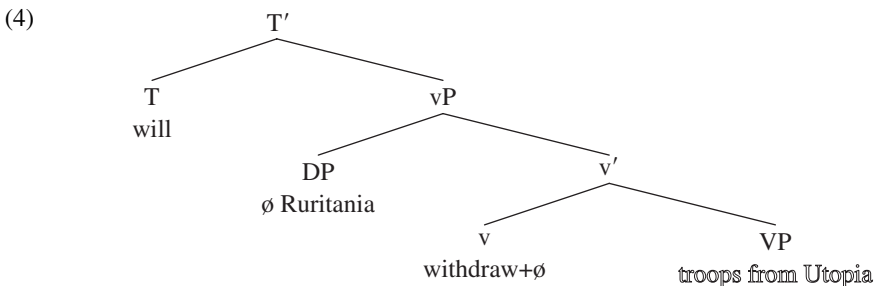 (4)
T′
T
vP
will
DP
v′
ø Ruritania
v
VP
withdraw+ø
troops from Utopia